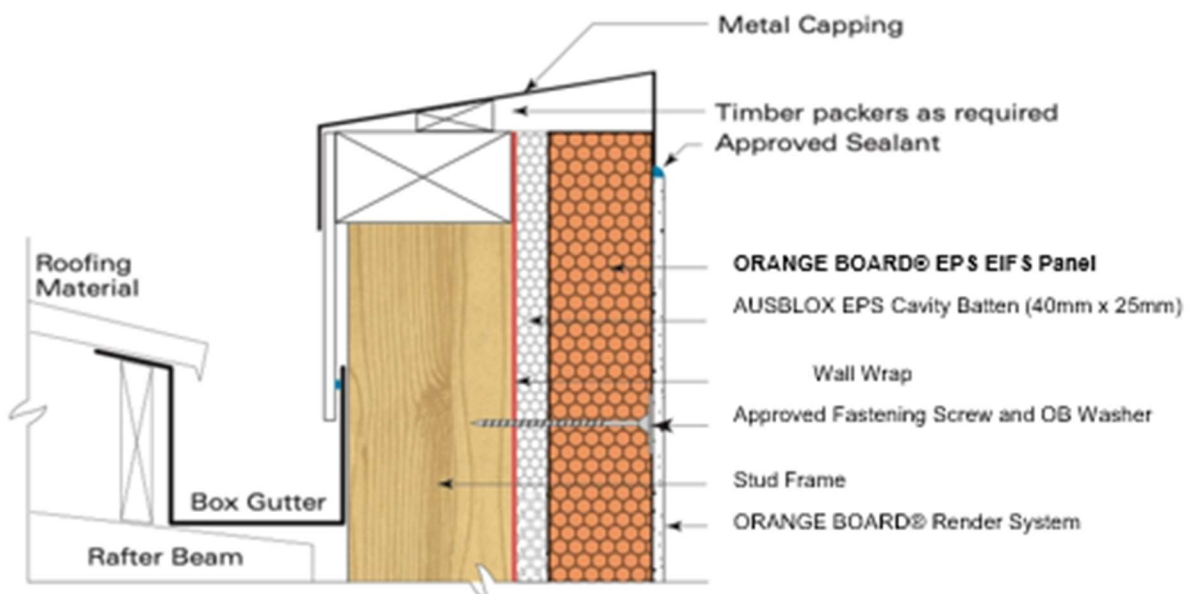 Metal Capping
Timber packers as required
Approved Sealant
Roofing
Material
ORANGE BOARD® EPS EIFS Panel
AUSBLOX EPS Cavity Batten (40mm x 25mm)
Wall Wrap
Approved Fastening Screw and OB Washer
Stud Frame
Box Gutter
ORANGE BOARD® Render System
Rafter Beam